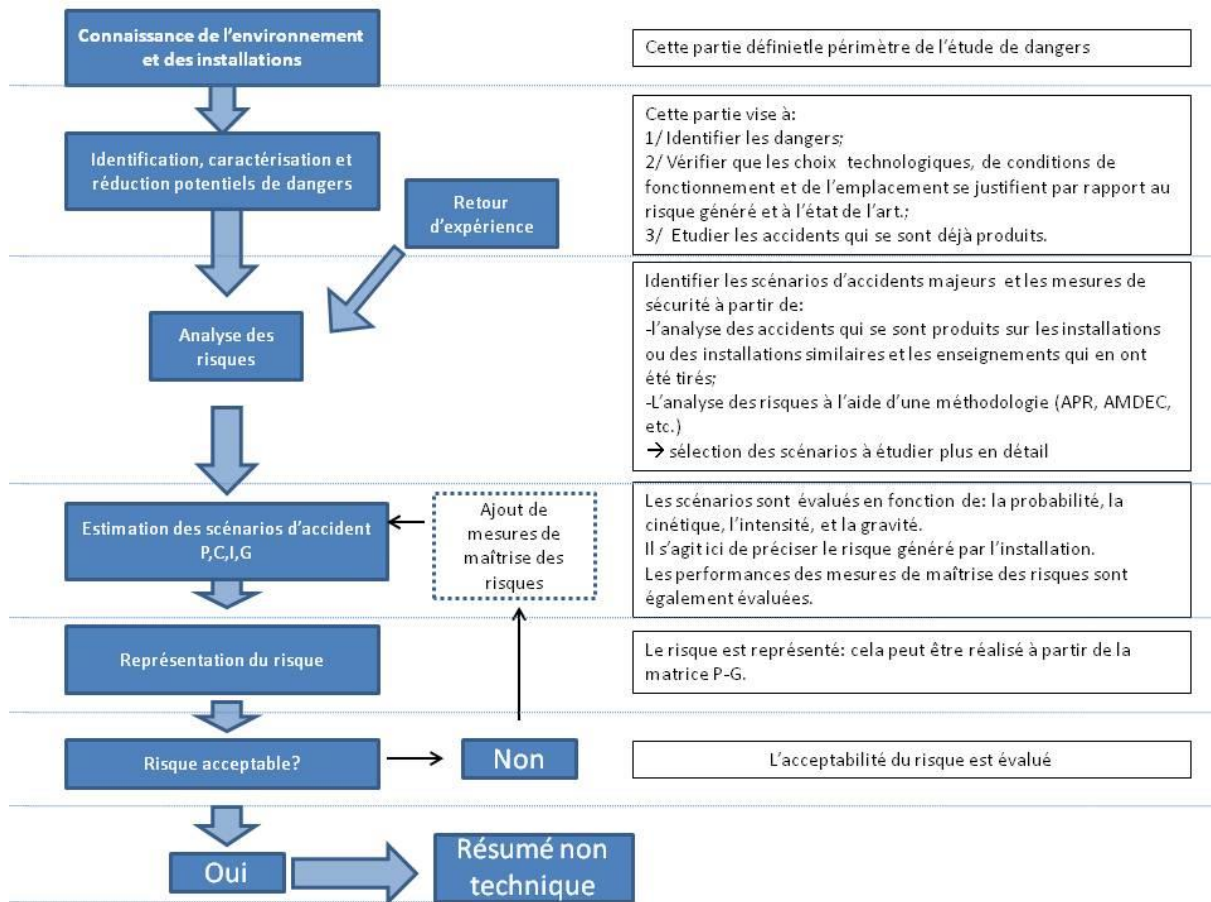 Connaissance de l'environnement
et des installations
Cette partie définietle périmètre de l'étude de dangers
Identification, caractérisation et
réduction potentiels de dangers
Cette partie vise à:
1/ Identifier les dangers;
2/ Vérifier que les choix technologiques, de conditions de
fonctionnement et de l'emplacement se justifient par rapport au
risque généré et à l'état de l'art.;
3/ Etudier les accidents qui se sont déjà produits.
Retour
d'expérience
Analyse des
risques
Identifier les scénarios d'accidents majeurs et les mesures de
sécurité à partir de:
-l'analyse des accidents qui se sont produits sur les installations
ou des installations similaires et les enseignements qui en ont
été tirés;
-L'analyse des risques à l'aide d'une méthodologie (APR, AMDEC,
etc.)
→ sélection des scénarios à étudier plus en détail
Estimation des scénarios d'accident
P,C,I,G
Ajout de
mesures de
maîtrise des
risques
Les scénarios sont évalués en fonction de: la probabilité, la
cinétique, l'intensité, et la gravité.
Il s'agit ici de préciser le risque généré par l'installation.
Les performances des mesures de maîtrise des risques sont
également évaluées.
Représentation du risque
Le risque est représenté: cela peut être réalisé à partir de la
matrice P-G.
Risque acceptable?
Non
L'acceptabilité du risque est évalué
Oui
Résumé non
technique